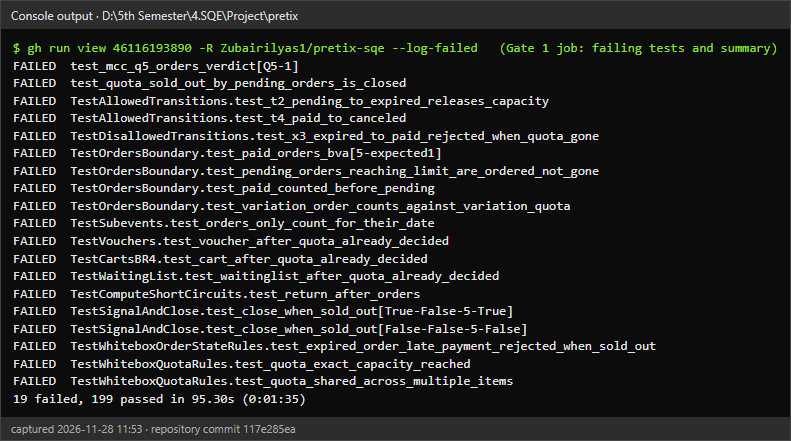 Console output · D:\5th Semester\4.SQE\Project\pretix
$ gh run view 46116193890 -R Zubairilyas1/pretix-sqe --log-failed (Gate 1 job: failing tests and summary)
FAILED test_mcc_q5_orders_verdict[Q5-1]
FAILED test_quota_sold_out_by_pending_orders_is_closed
FAILED TestAllowedTransitions.test_t2_pending_to_expired_releases_capacity
FAILED TestAllowedTransitions.test_t4_paid_to_canceled
FAILED TestDisallowedTransitions.test_x3_expired_to_paid_rejected_when_quota_gone
FAILED TestOrdersBoundary.test_paid_orders_bva[5-expected1]
FAILED TestOrdersBoundary.test_pending_orders_reaching_limit_are_ordered_not_gone
FAILED TestOrdersBoundary.test_paid_counted_before_pending
FAILED TestOrdersBoundary.test_variation_order_counts_against_variation_quota
FAILED TestSubevents.test_orders_only_count_for_their_date
FAILED TestVouchers.test_voucher_after_quota_already_decided
FAILED TestCartsBR4.test_cart_after_quota_already_decided
FAILED TestWaitingList.test_waitinglist_after_quota_already_decided
FAILED TestComputeShortCircuits.test_return_after_orders
FAILED TestSignalAndClose.test_close_when_sold_out[True-False-5-True]
FAILED TestSignalAndClose.test_close_when_sold_out[False-False-5-False]
FAILED TestWhiteboxOrderStateRules.test_expired_order_late_payment_rejected_when_sold_out
FAILED TestWhiteboxQuotaRules.test_quota_exact_capacity_reached
FAILED TestWhiteboxQuotaRules.test_quota_shared_across_multiple_items
19 failed, 199 passed in 95.30s (0:01:35)
captured 2026-11-28 11:53 · repository commit 117e285ea